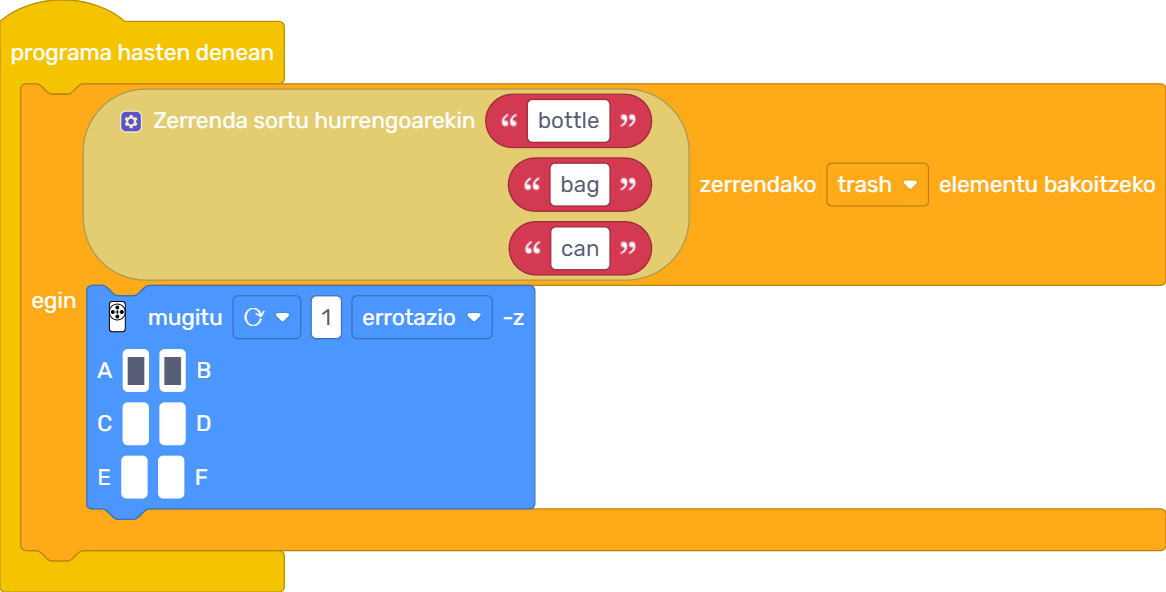 programa hasten denean
Zerrenda sortu hurrengoarekin “ bottle ”
“ bag ” zerrendako trash elementu bakoitzeko
“ can ”
egin
mugitu 1 errotazio -z
A B
C D
E F